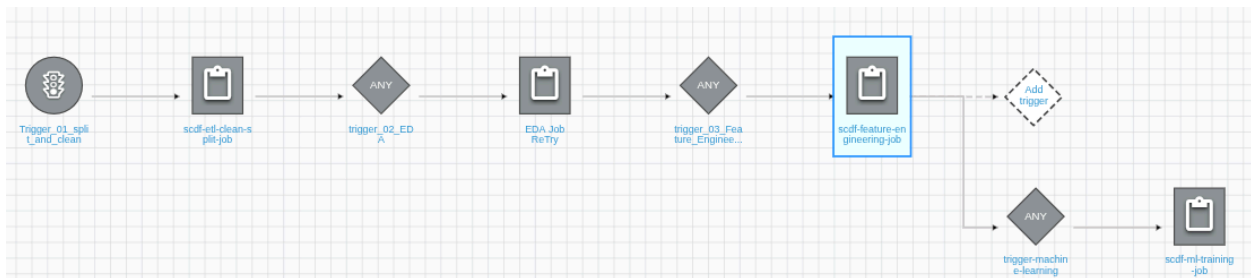 ANY
ANY
Add
trigger
Trigger_01_spli
t_and_clean
scdf-etl-clean-s
plit-job
trigger_02_ED
A
EDA Job
ReTry
trigger_03_Fea
ture_Enginee...
scdf-feature-en
gineering-job
ANY
trigger-machin
e-learning
scdf-ml-training
-job